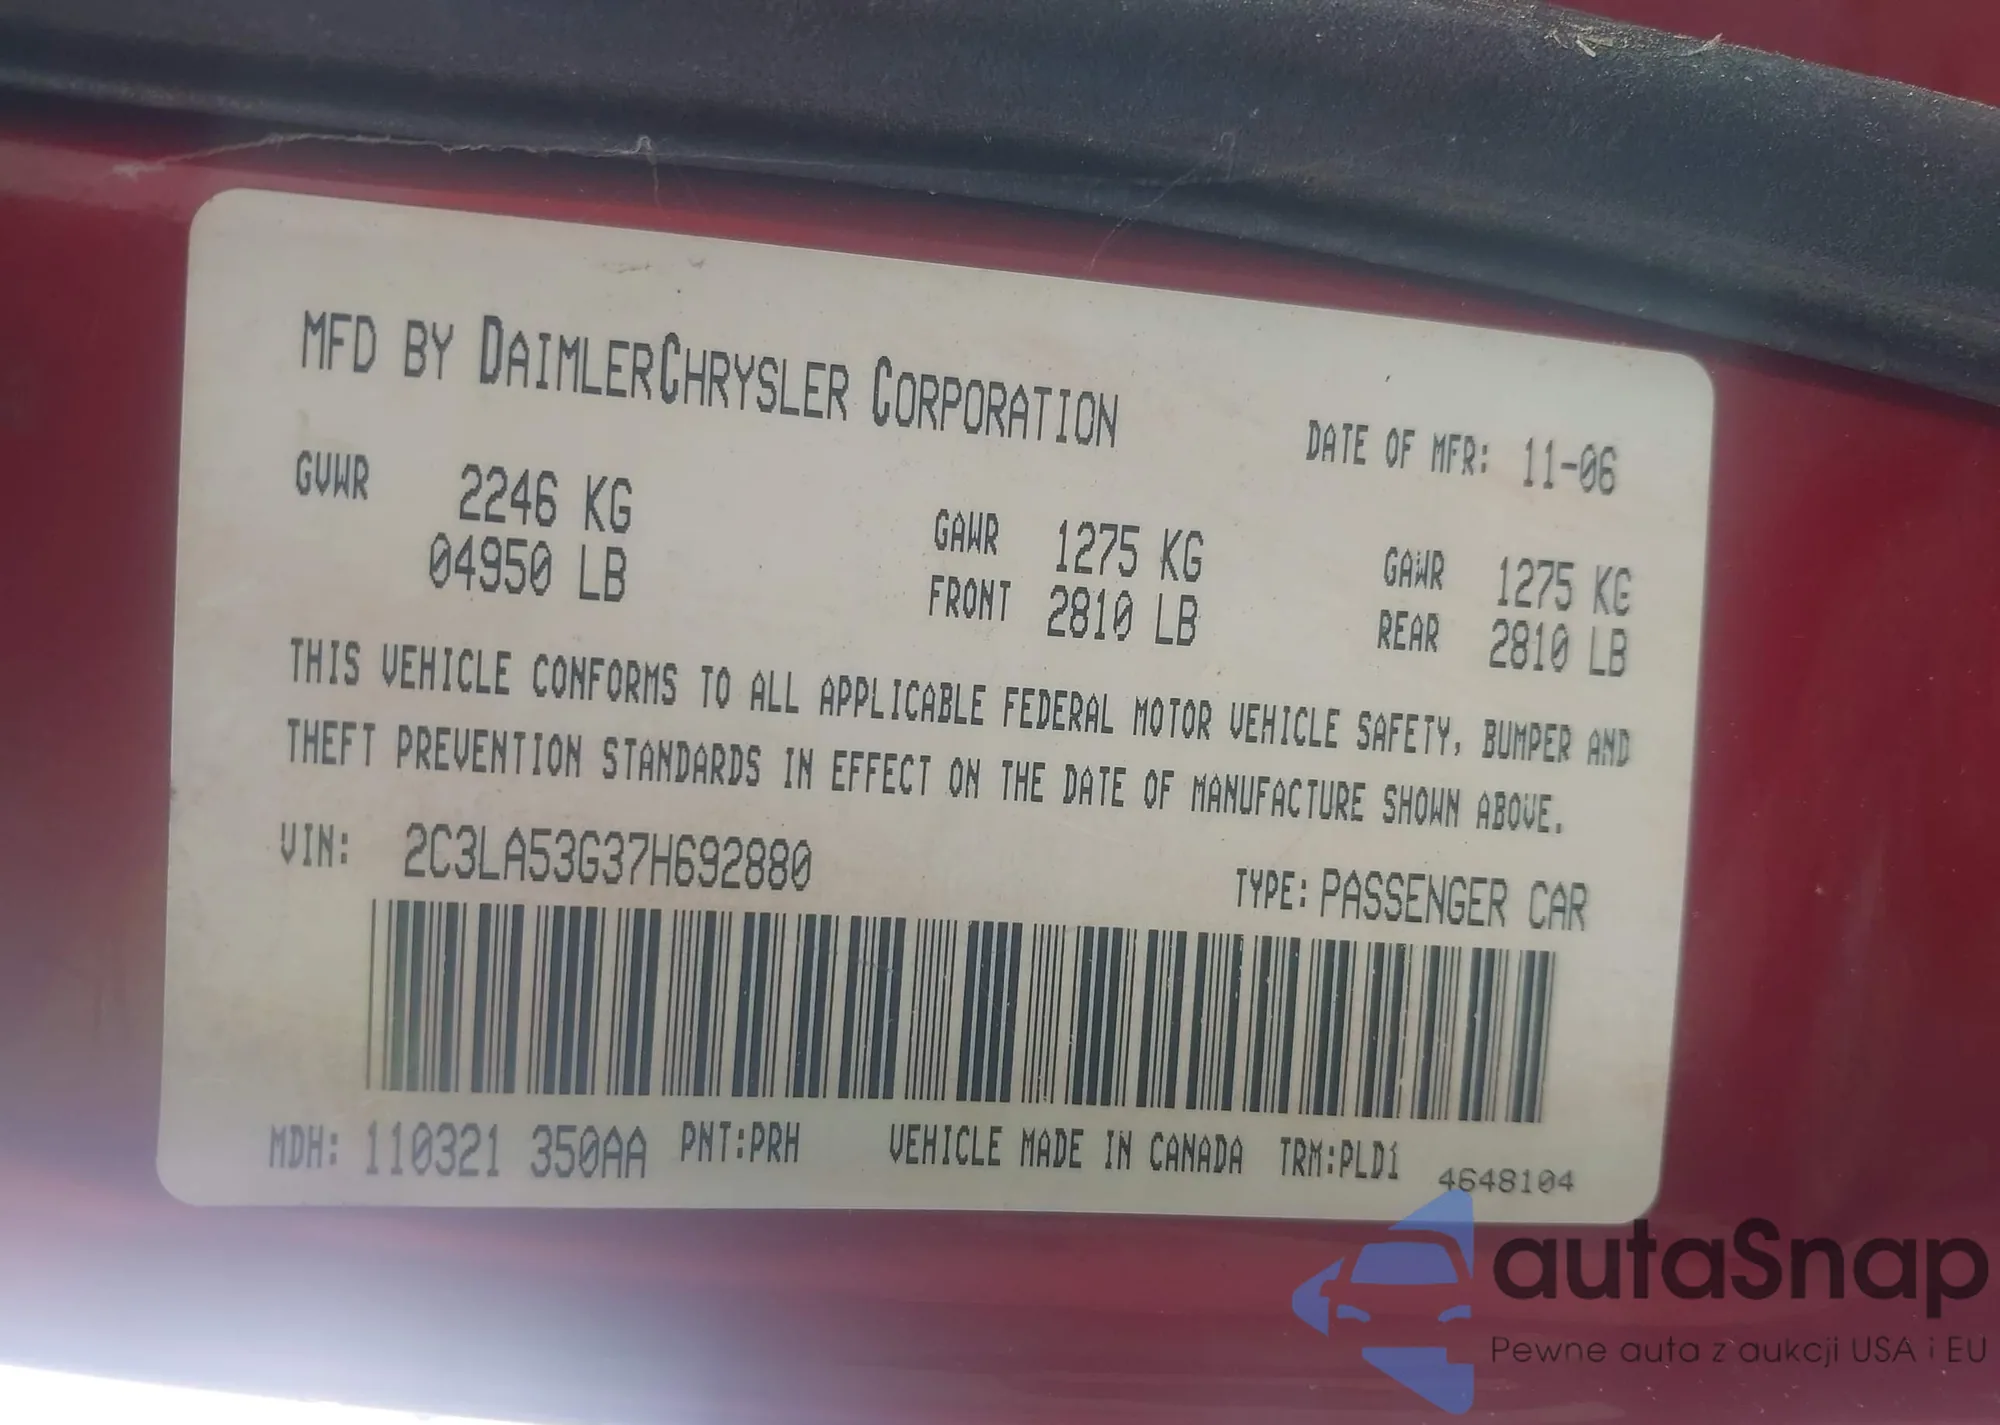 MFD BY DAIMLERCHRYSLER CORPORATION
DATE OF MFR: 11-06
GVWR 2246 KG
04950 LB
GAWR 1275 KG
FRONT 2810 LB
GAWR 1275 KG
REAR 2810 LB
THIS VEHICLE CONFORMS TO ALL APPLICABLE FEDERAL MOTOR VEHICLE SAFETY, BUMPER AND
THEFT PREVENTION STANDARDS IN EFFECT ON THE DATE OF MANUFACTURE SHOWN ABOVE.
VIN: 2C3LA53G37H692880
TYPE: PASSENGER CAR
MDH: 110321 350AA PNT:PRH VEHICLE MADE IN CANADA TRM:PLD1 4648104
autaSnap
Pewne auta z aukcji USA i EU